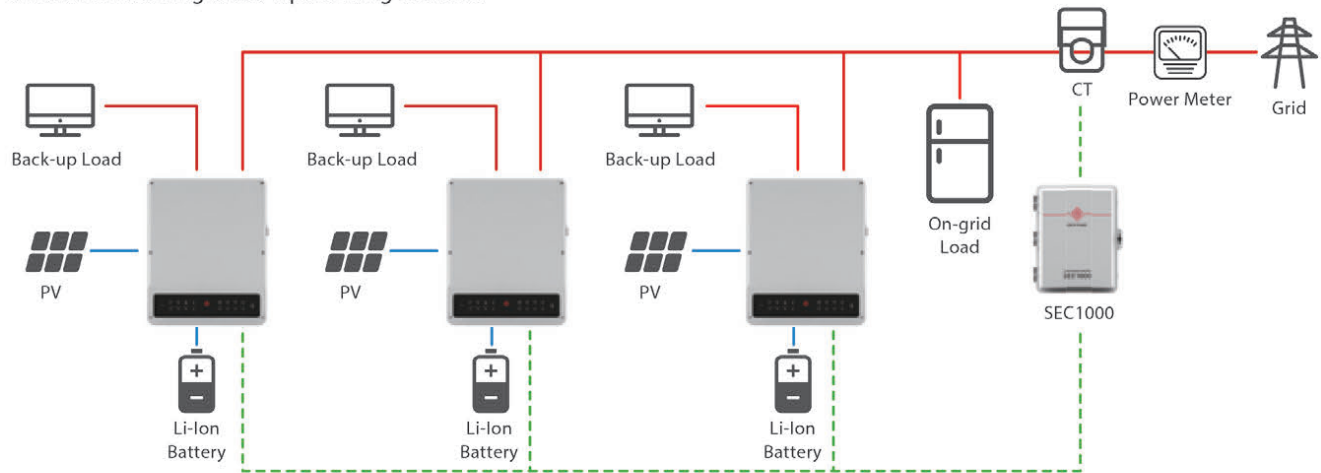 CT
Power Meter
Grid
Back-up Load
Back-up Load
Back-up Load
On-grid
Load
PV
PV
PV
SEC1000
SEC1000
Li-Ion
Battery
Li-Ion
Battery
Li-Ion
Battery